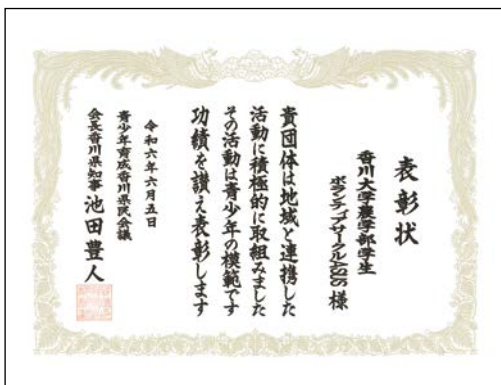 表彰状
香川大学農学部学生
ボランティアサークル 様
貴団体は地域と連携した
活動に積極的に取組みました
その活動は青少年の模範です
功績を讃え表彰します
令和六年六月五日
青少年育成香川県民会議
会長香川県知事 池田豊人